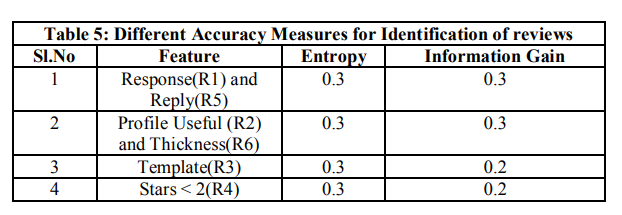 Table 5: Different Accuracy Measures for Identification of reviews
Sl.No Feature Entropy Information Gain
1 Response(R1) and 0.3 0.3
Reply(R5)
2 Profile Useful (R2) 0.3 0.3
and Thickness(R6)
3 Template(R3) 0.3 0.2
4 Stars < 2(R4) 0.3 0.2